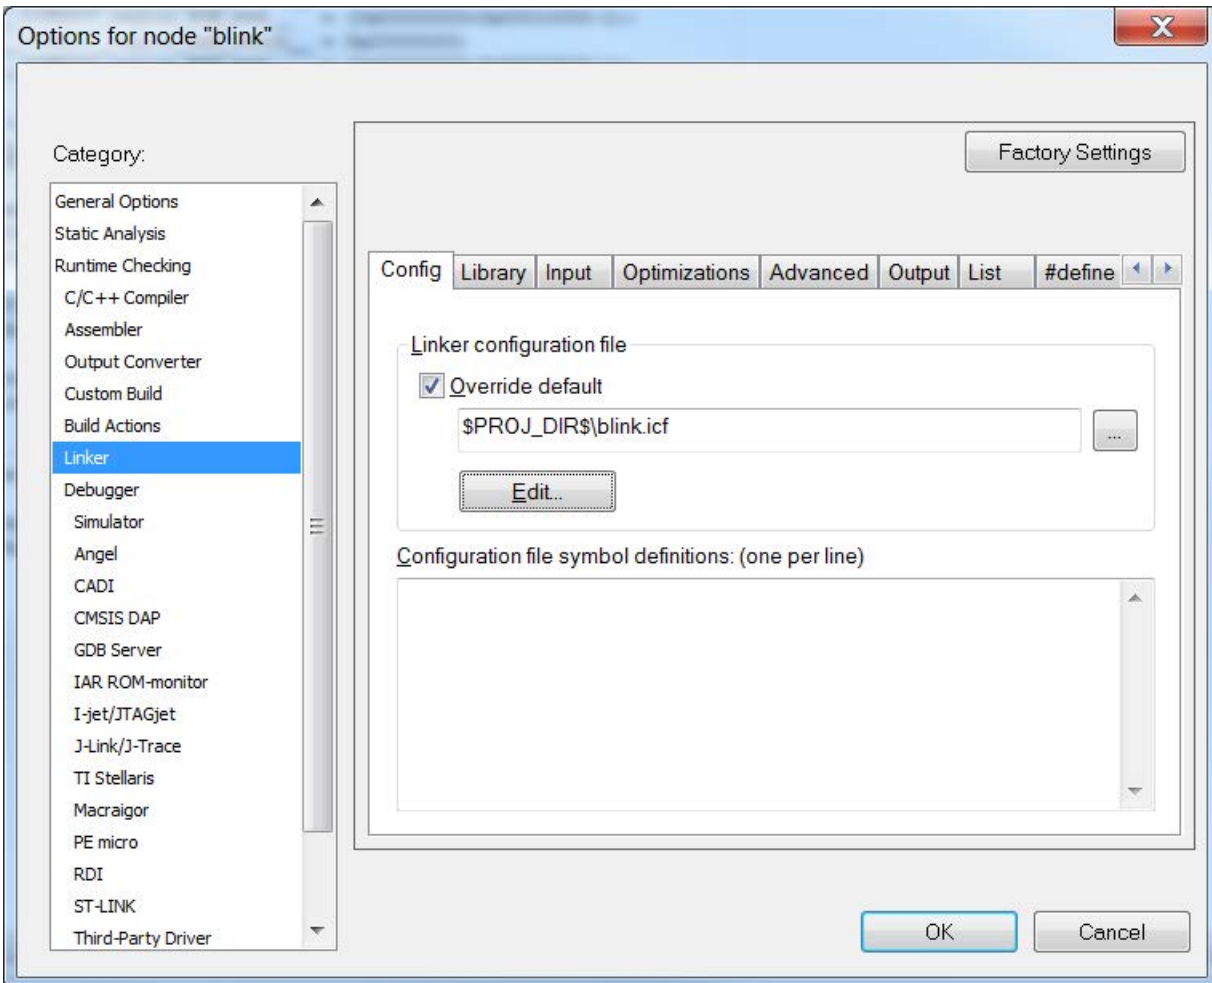 Options for node "blink"
X
Category:
Factory Settings
General Options
Static Analysis
Runtime Checking
C/C++ Compiler
Assembler
Output Converter
Custom Build
Build Actions
Linker
Debugger
Simulator
Angel
CADI
CMSIS DAP
GDB Server
IAR ROM-monitor
I-jet/JTAGjet
J-Link/J-Trace
TI Stellaris
Macraigor
PE micro
RDI
ST-LINK
Third-Party Driver
Config Library Input Optimizations Advanced Output List #define
Linker configuration file
Override default
$PROJ_DIR$\blink.icf
...
Edit...
Configuration file symbol definitions: (one per line)
OK Cancel